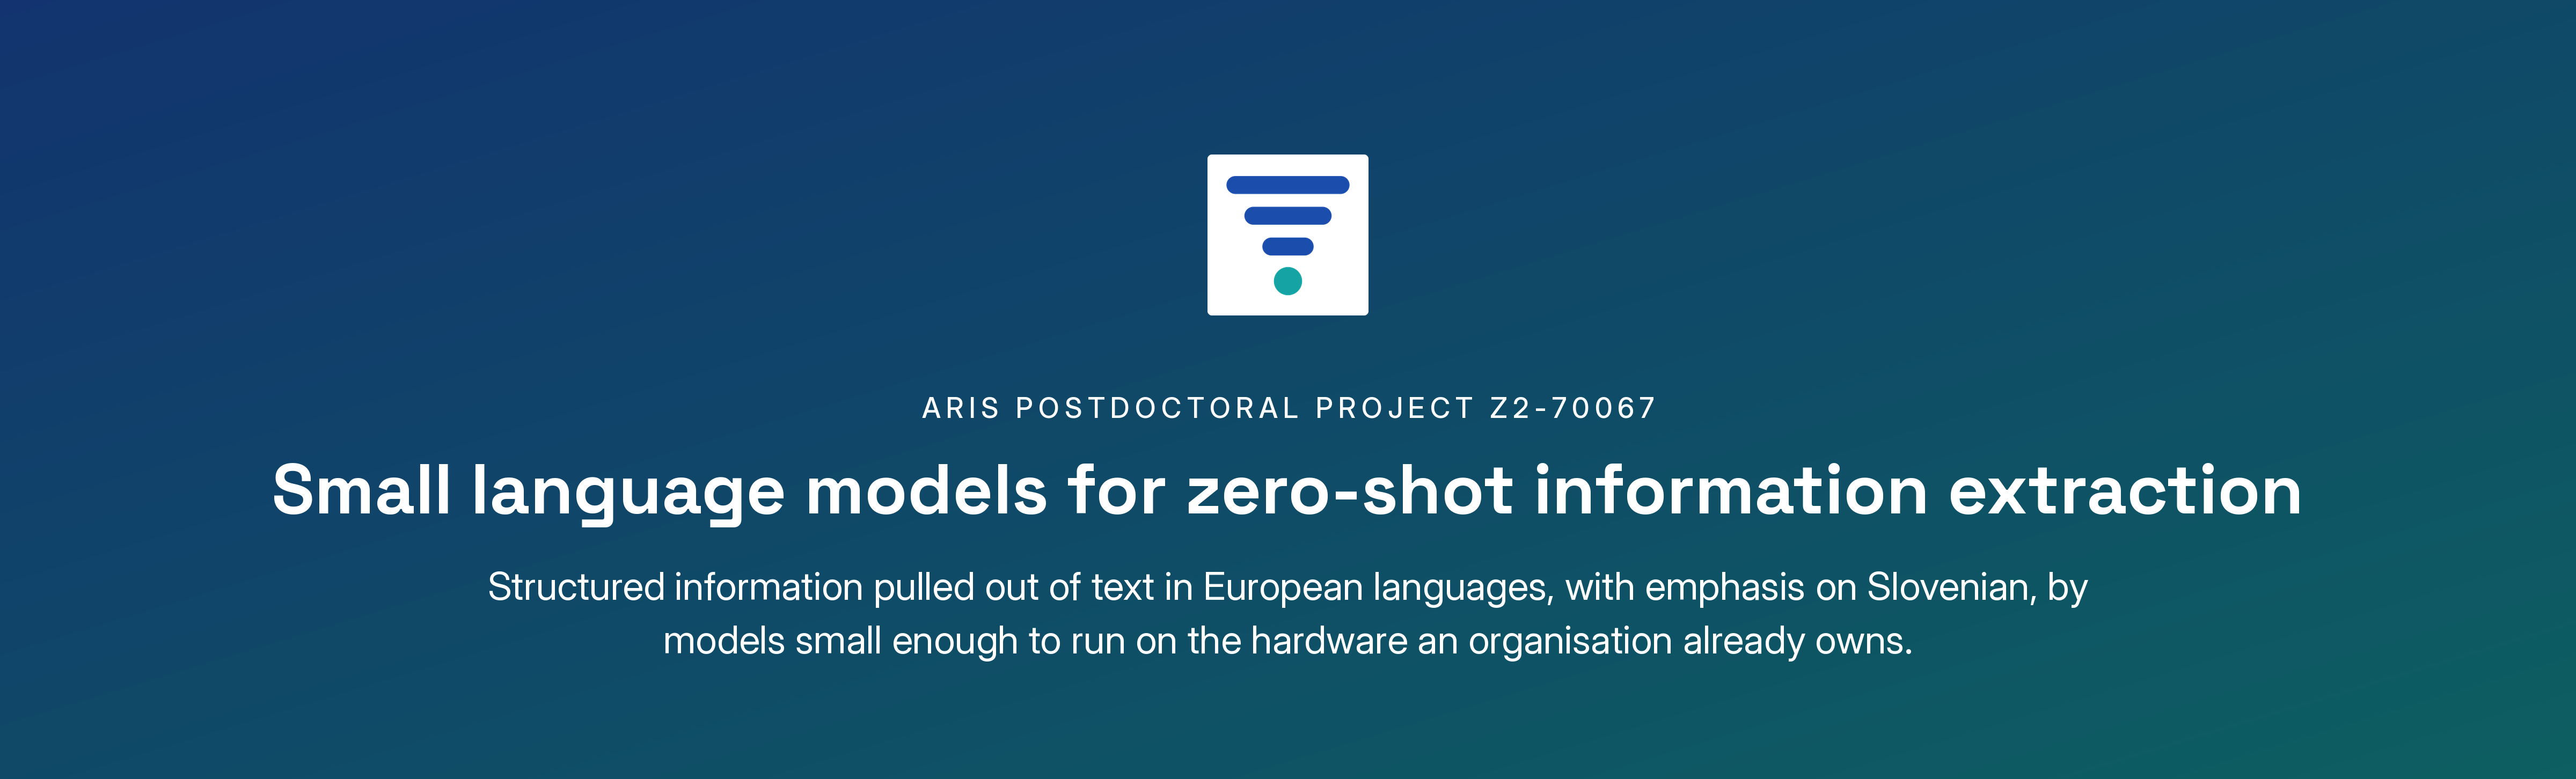 ARIS POSTDOCTORAL PROJECT Z2-70067
Small language models for zero-shot information extraction
Structured information pulled out of text in European languages, with emphasis on Slovenian, by
models small enough to run on the hardware an organisation already owns.